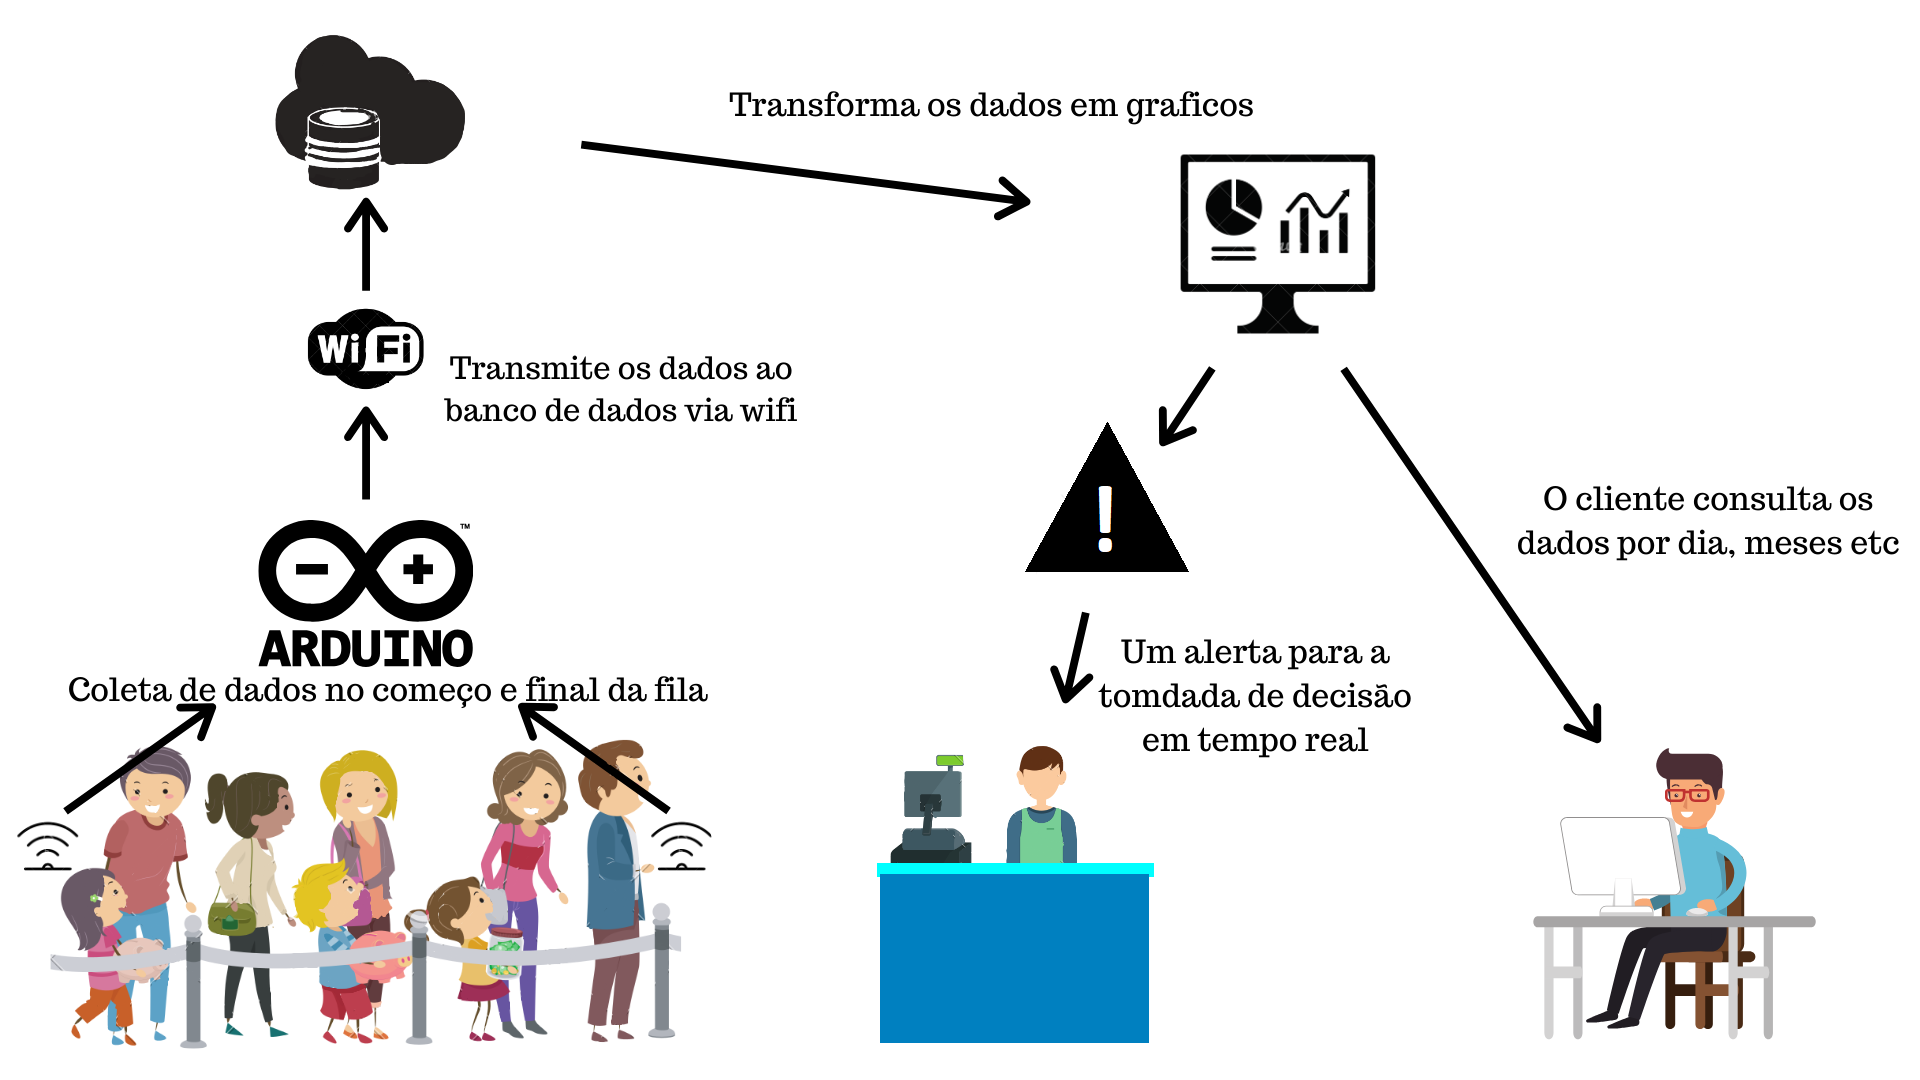 Transforma os dados em graficos
WiFi
Transmite os dados ao
banco de dados via wifi
O cliente consulta os
dados por dia, meses etc
TM
ARDUINO
Coleta de dados no começo e final da fila
Um alerta para a
tomdada de decisão
em tempo real